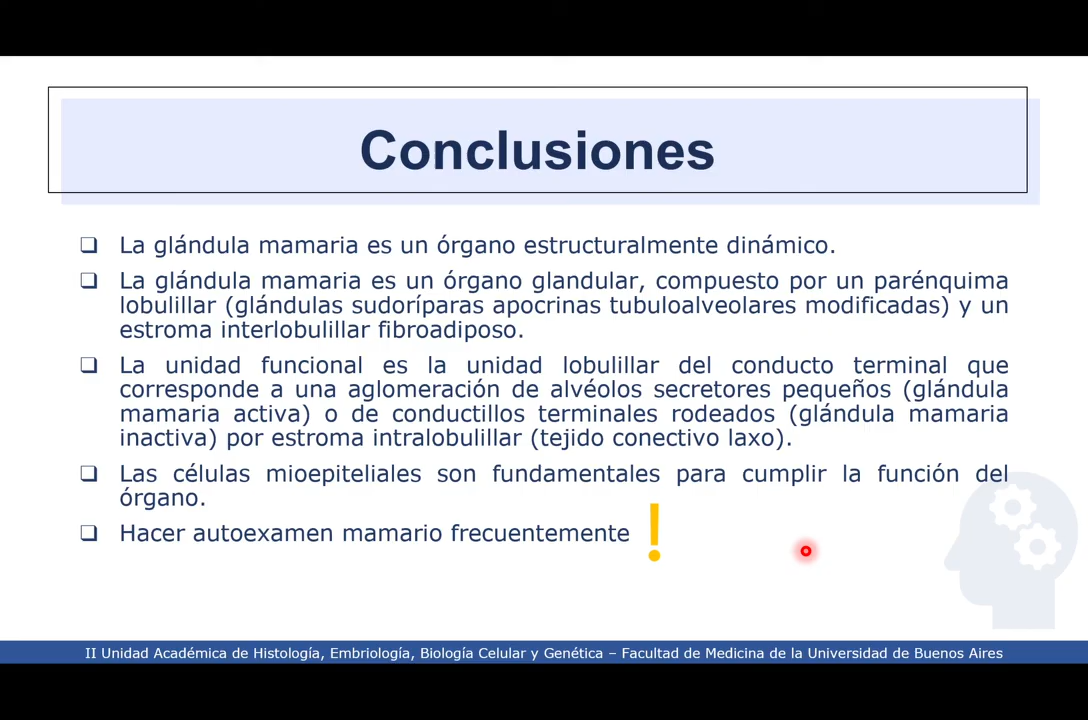 Conclusiones
❑ La glándula mamaria es un órgano estructuralmente dinámico.
❑ La glándula mamaria es un órgano glandular, compuesto por un parénquima
lobulillar (glándulas sudoríparas apocrinas tubuloalveolares modificadas) y un
estroma interlobulillar fibroadiposo.
❑ La unidad funcional es la unidad lobulillar del conducto terminal que
corresponde a una aglomeración de alvéolos secretores pequeños (glándula
mamaria activa) o de conductillos terminales rodeados (glándula mamaria
inactiva) por estroma intralobulillar (tejido conectivo laxo).
❑ Las células mioepiteliales son fundamentales para cumplir la función del
órgano.
❑ Hacer autoexamen mamario frecuentemente !
II Unidad Académica de Histología, Embriología, Biología Celular y Genética – Facultad de Medicina de la Universidad de Buenos Aires